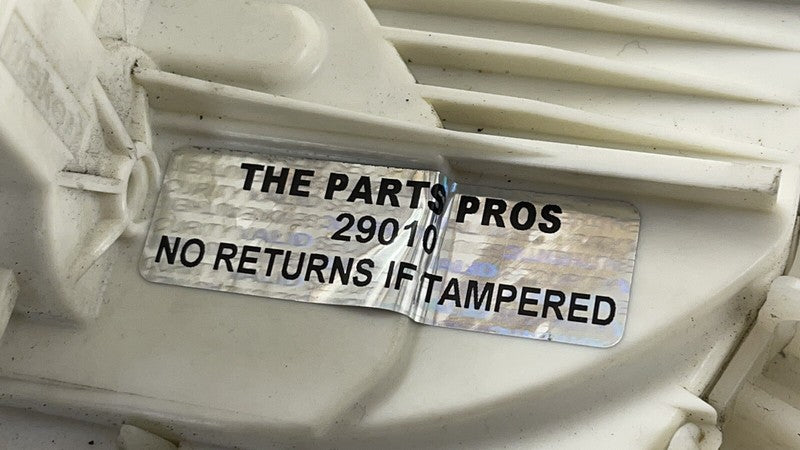 THE PARTS PROS
29010
NO RETURNS IF TAMPERED